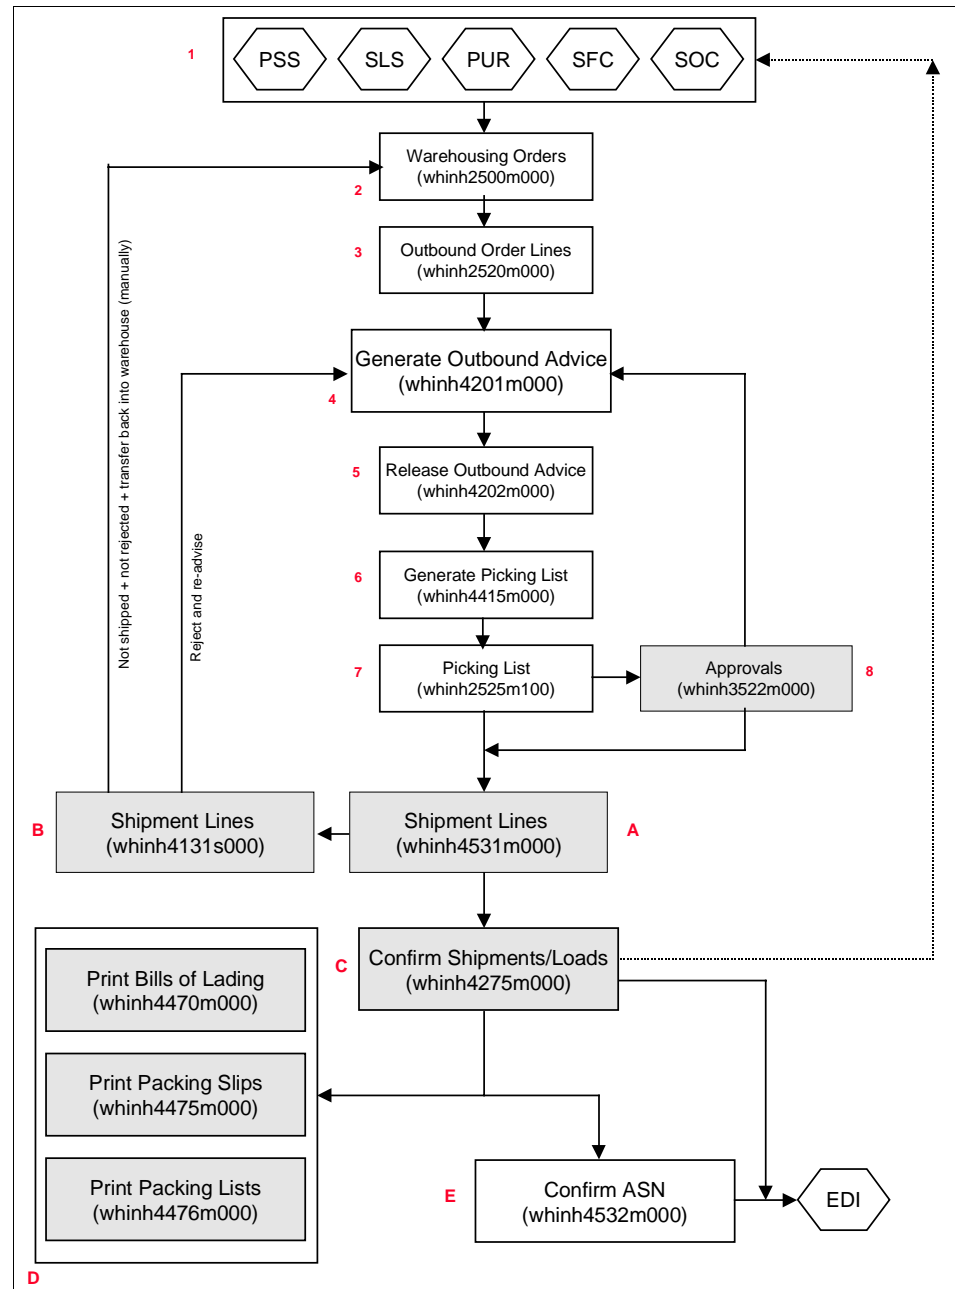 1
PSS
SLS
PUR
SFC
SOC
Warehousing Orders
(whinh2500m000)
2
3
Outbound Order Lines
(whinh2520m000)
Generate Outbound Advice
(whinh4201m000)
4
5
Release Outbound Advice
(whinh4202m000)
6
Generate Picking List
(whinh4415m000)
7
Picking List
(whinh2525m100)
Approvals
(whinh3522m000)
8
Not shipped + not rejected + transfer back into warehouse (manually)
Reject and re-advise
B
Shipment Lines
(whinh4131s000)
Shipment Lines
(whinh4531m000)
A
C
Confirm Shipments/Loads
(whinh4275m000)
Print Bills of Lading
(whinh4470m000)
Print Packing Slips
(whinh4475m000)
Print Packing Lists
(whinh4476m000)
D
E
Confirm ASN
(whinh4532m000)
EDI